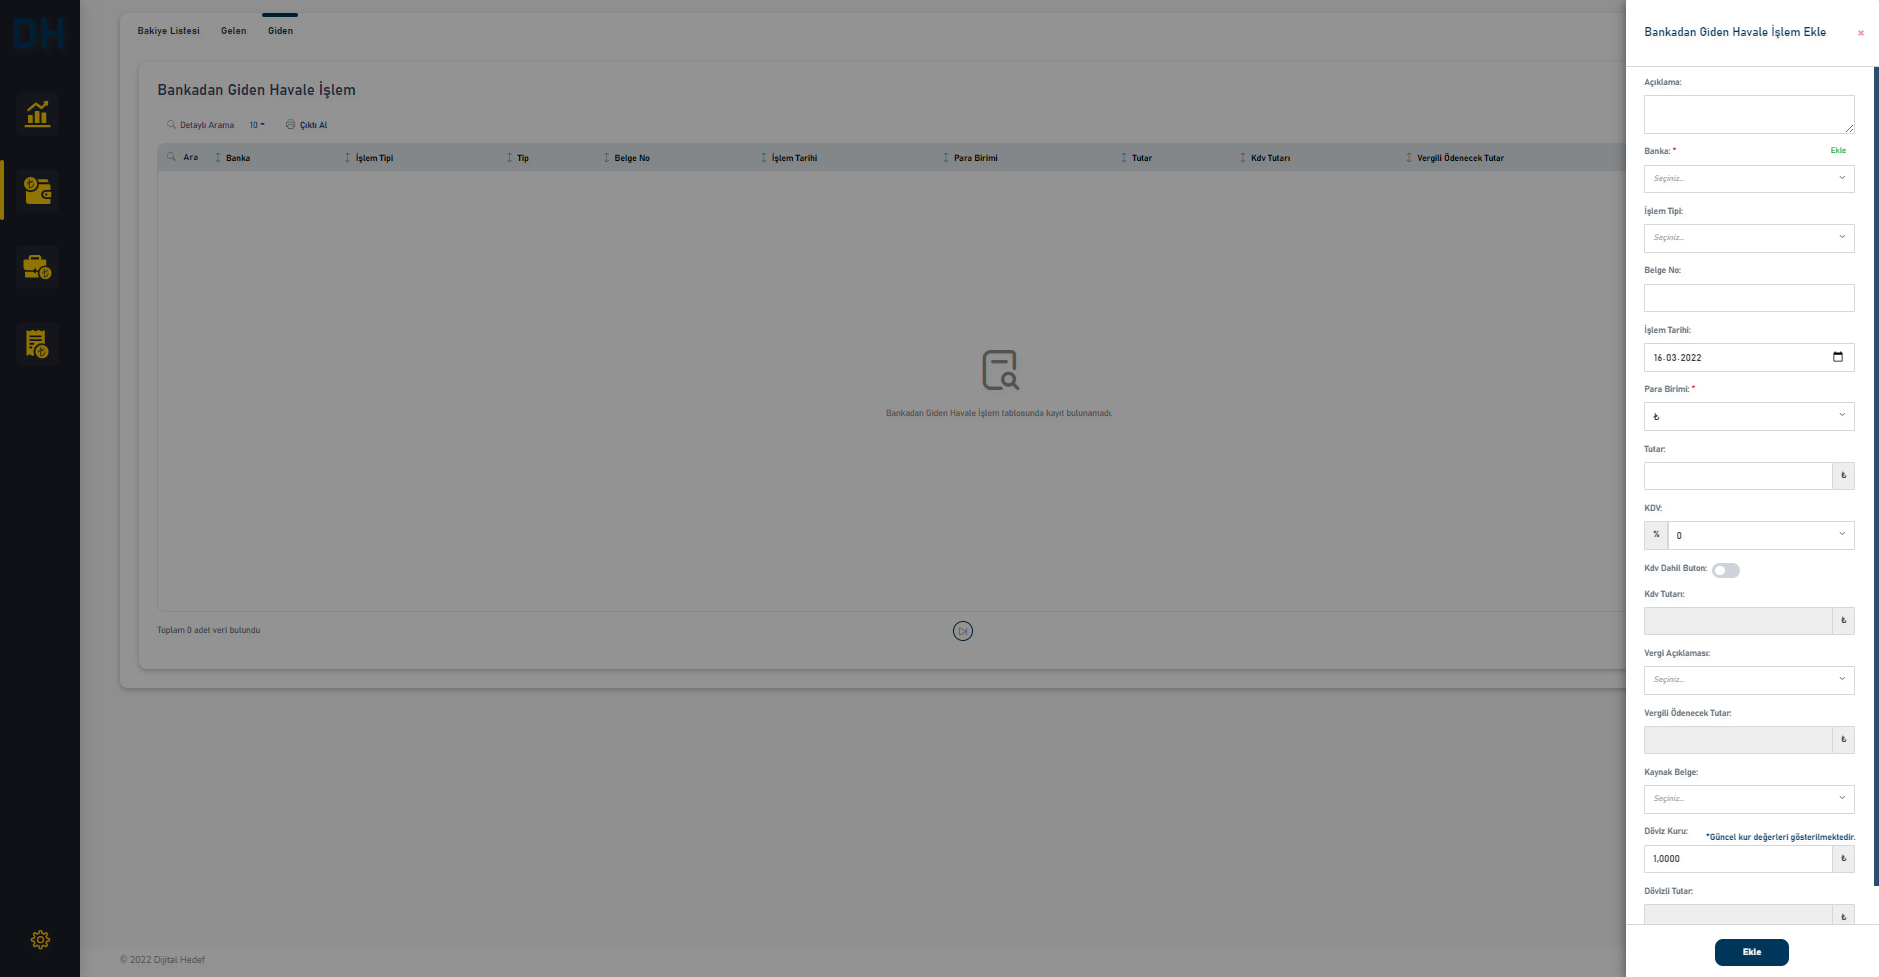 DH
Bakiye Listesi Gelen Giden
Bankadan Giden Havale İşlem
Detaylı Arama 10 Çıktı Al
Ara Banka İşlem Tipi Tip Belge No İşlem Tarihi Para Birimi Tutar Kdv Tutarı Vergili Ödenecek Tutar
Bankadan Giden Havale İşlem tablosunda kayıt bulunamadı.
Toplam 0 adet veri bulundu
© 2022 Dijital Hedef
Bankadan Giden Havale İşlem Ekle ×
Açıklama:
Banka: * Ekle
Seçiniz...
İşlem Tipi:
Seçiniz...
Belge No:
İşlem Tarihi:
16.03.2022
Para Birimi: *
₺
Tutar:
₺
KDV:
% 0
Kdv Dahil Buton:
Kdv Tutarı:
₺
Vergi Açıklaması:
Seçiniz...
Vergili Ödenecek Tutar:
₺
Kaynak Belge:
Seçiniz...
Döviz Kuru: *Güncel kur değerleri gösterilmektedir.
1,0000 ₺
Dövizli Tutar:
₺
Ekle